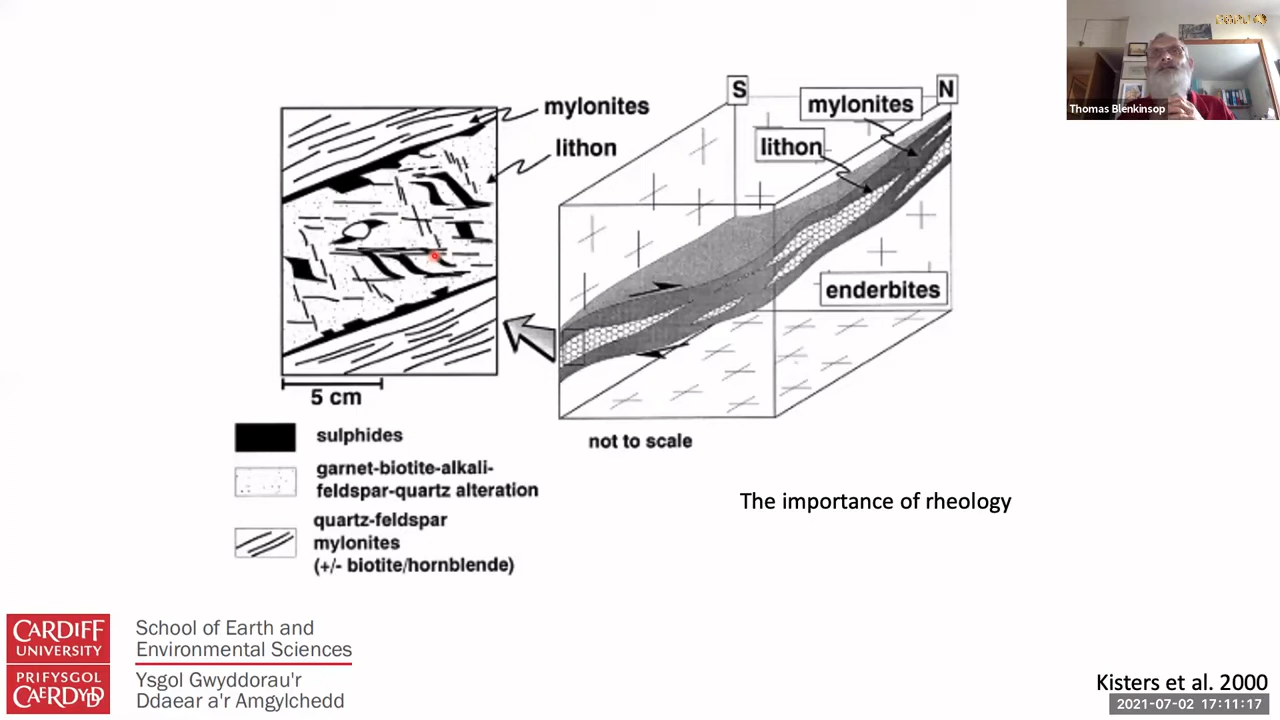 Thomas Blenkinsop
mylonites
lithon
S
N
mylonites
lithon
enderbites
5 cm
not to scale
sulphides
garnet-biotite-alkali-
feldspar-quartz alteration
quartz-feldspar
mylonites
(+/- biotite/hornblende)
The importance of rheology
CARDIFF
UNIVERSITY
PRIFYSGOL
CAERDYDD
School of Earth and
Environmental Sciences
Ysgol Gwyddorau'r
Ddaear a'r Amgylchedd
Kisters et al. 2000
2021-07-02 17:11:17